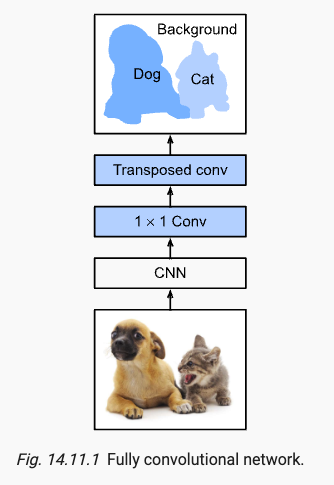 Background
Dog
Cat
Transposed conv
1 × 1 Conv
CNN
Fig. 14.11.1 Fully convolutional network.